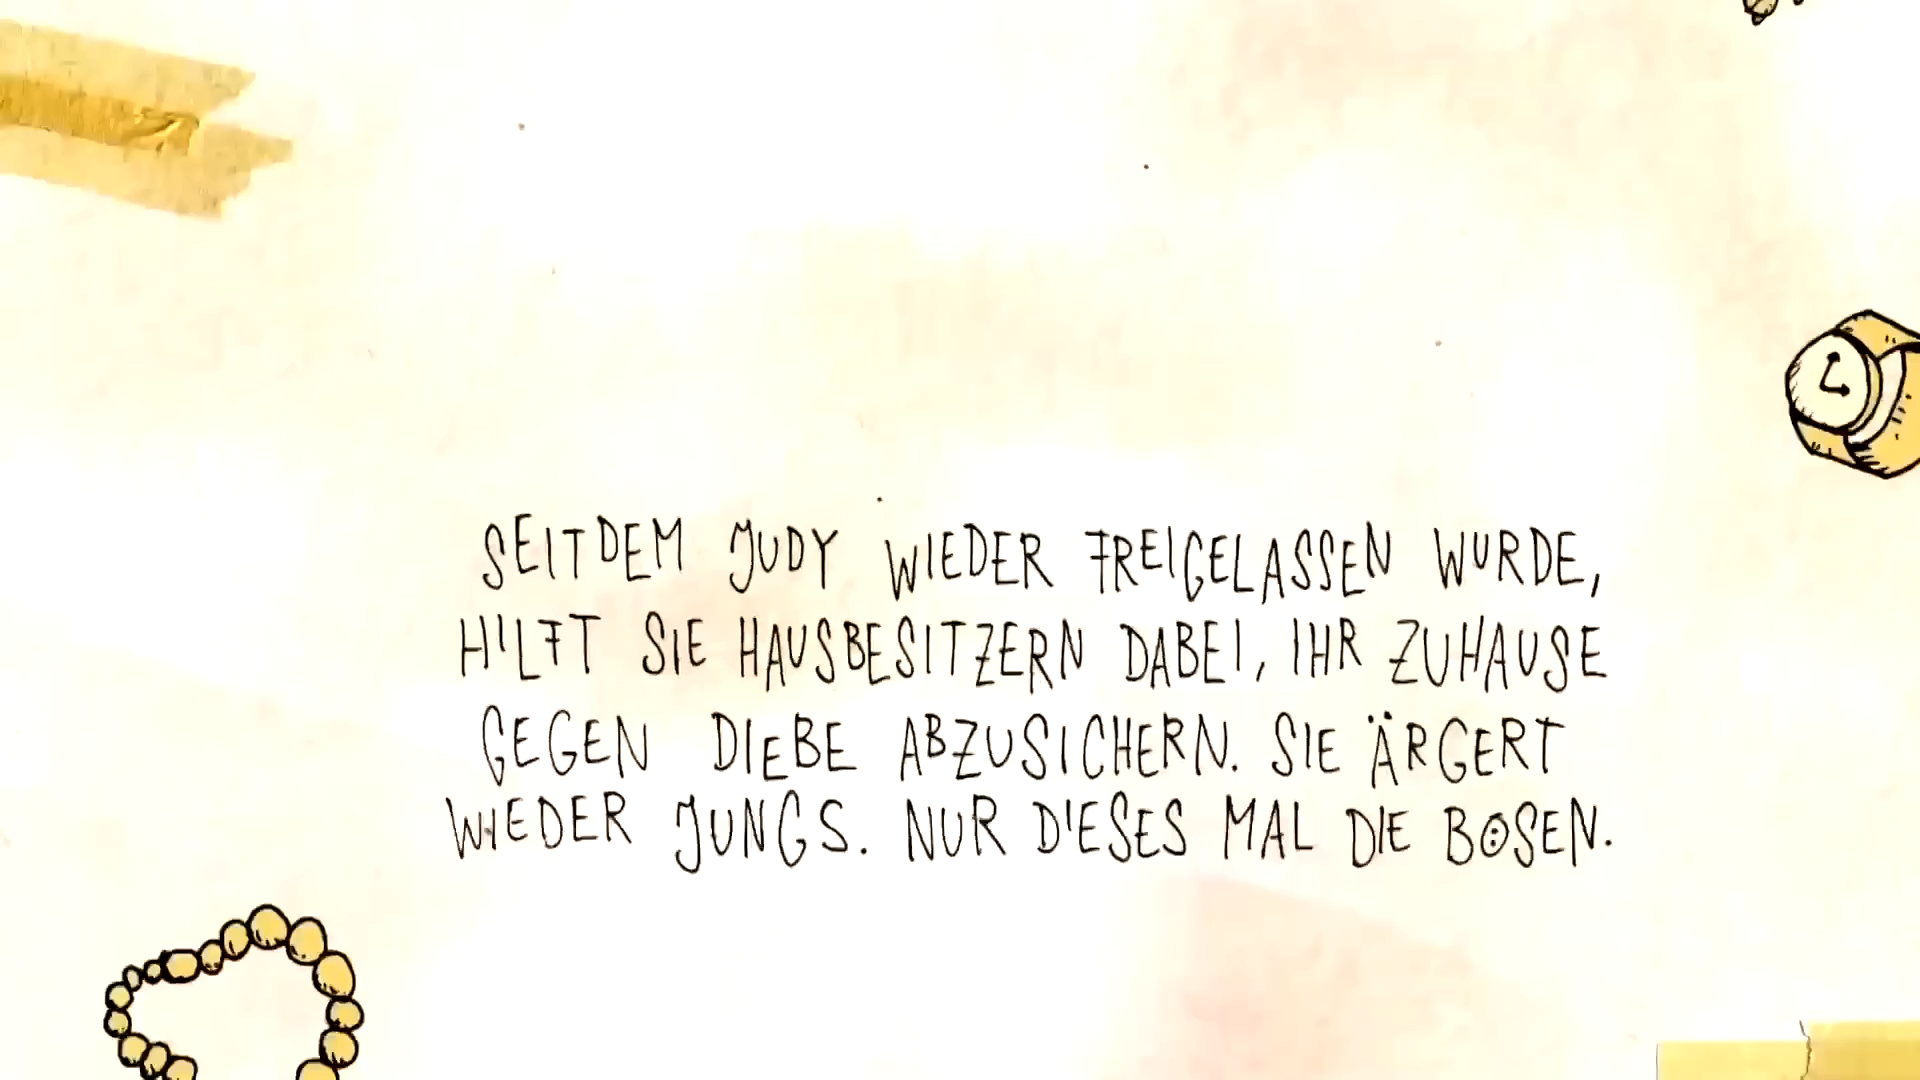 SEITDEM JUDY WIEDER FREIGELASSEN WURDE,
HILFT SIE HAUSBESITZERN DABEI, IHR ZUHAUSE
GEGEN DIEBE ABZUSICHERN. SIE ÄRGERT
WIEDER JUNGS. NUR DIESES MAL DIE BÖSEN.